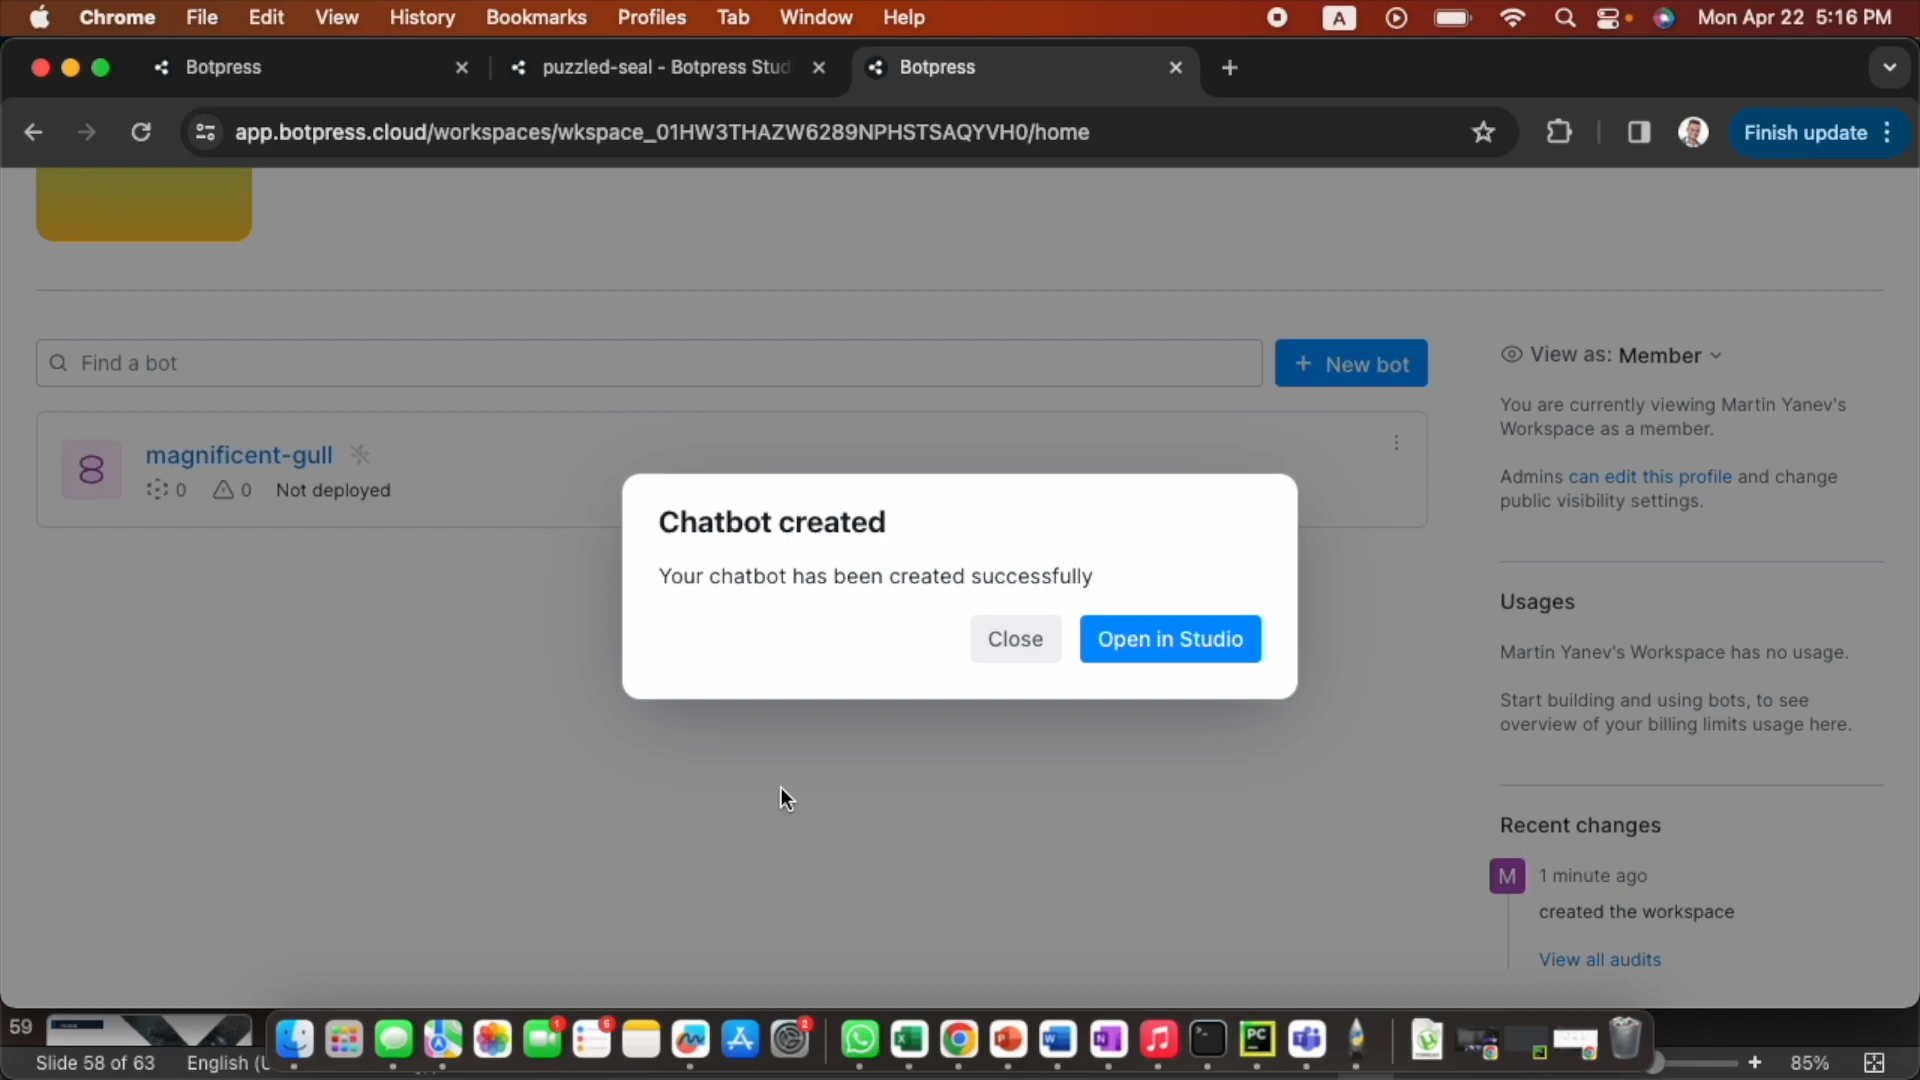 Chrome File Edit View History Bookmarks Profiles Tab Window Help A Mon Apr 22 5:16 PM
Botpress puzzled-seal - Botpress Stud Botpress
app.botpress.cloud/workspaces/wkspace_01HW3THAZW6289NPHSTSAQYVH0/home Finish update
Find a bot + New bot
magnificent-gull
0 0 Not deployed
Chatbot created
Your chatbot has been created successfully
Close Open in Studio
View as: Member
You are currently viewing Martin Yanev's
Workspace as a member.
Admins can edit this profile and change
public visibility settings.
Usages
Martin Yanev's Workspace has no usage.
Start building and using bots, to see
overview of your billing limits usage here.
Recent changes
M 1 minute ago
created the workspace
View all audits
59
1 5 2
PC
Slide 58 of 63 English (U 85%